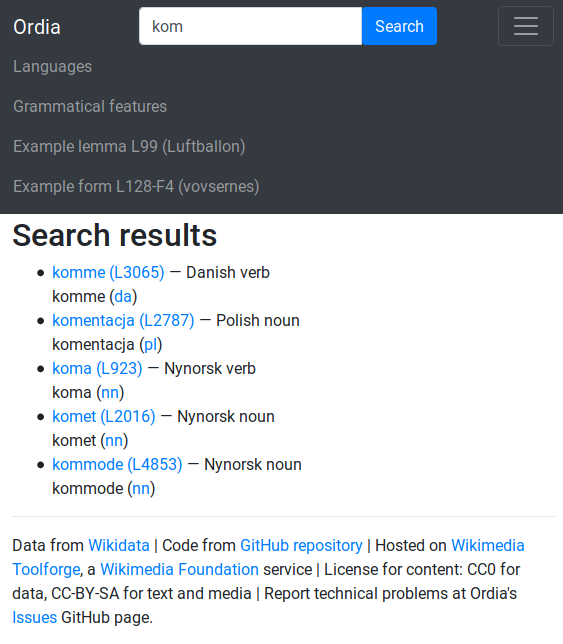 Ordia
kom
Search
Languages
Grammatical features
Example lemma L99 (Luftballon)
Example form L128-F4 (vovsernes)
Search results
komme (L3065) — Danish verb
komme (da)
komentacja (L2787) — Polish noun
komentacja (pl)
koma (L923) — Nynorsk verb
koma (nn)
komet (L2016) — Nynorsk noun
komet (nn)
kommode (L4853) — Nynorsk noun
kommode (nn)
Data from Wikidata | Code from GitHub repository | Hosted on Wikimedia
Toolforge, a Wikimedia Foundation service | License for content: CC0 for
data, CC-BY-SA for text and media | Report technical problems at Ordia's
Issues GitHub page.